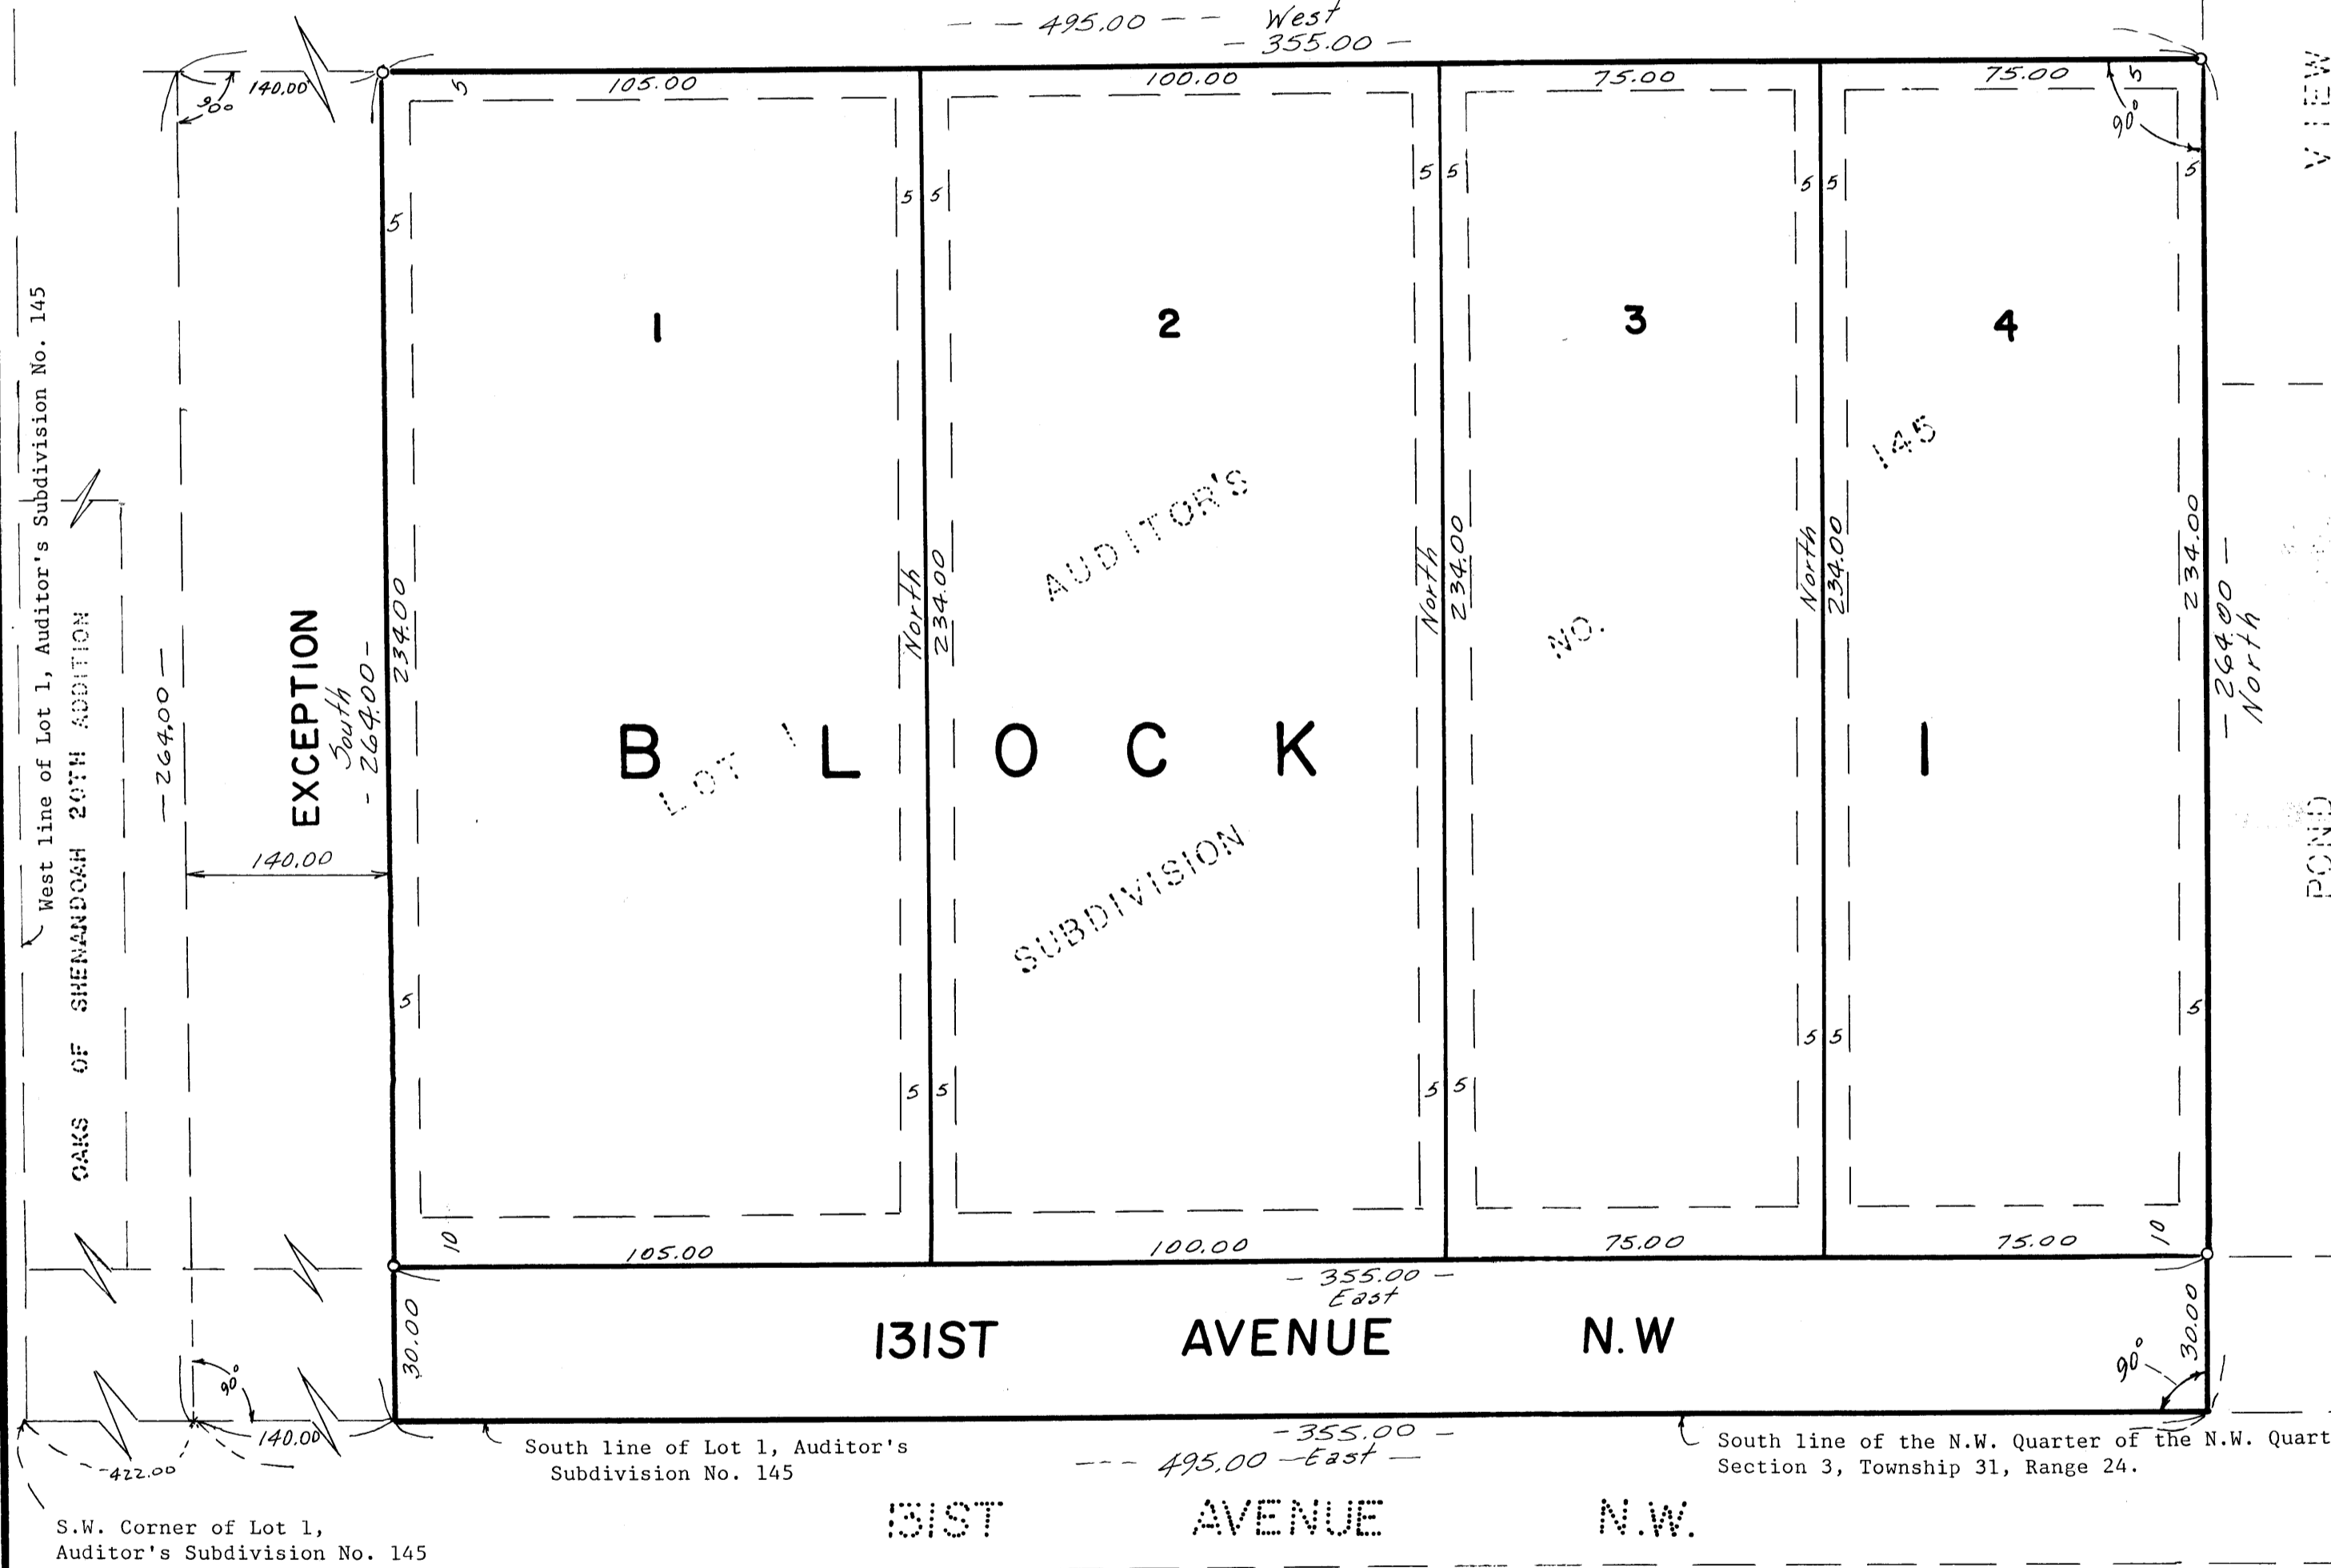 — — 495.00 — — West
— 355.00 —
140.00
90°
5
105.00
100.00
75.00
75.00
5
90°
VIEW
5
5
5
5
5
5
5
5
1
2
3
4
West line of Lot 1, Auditor's Subdivision No. 145
OAKS OF SHENANDOAH 20TH ADDITION
— 264.00 —
EXCEPTION
South
- 264.00 -
234.00
North
234.00
North
234.00
North
234.00
234.00
— 264.00 —
North
AUDITOR'S
145
NO.
BLOCK 1
LOT 1
SUBDIVISION
140.00
POND
5
5
5
5
5
5
5
5
10
105.00
100.00
75.00
75.00
10
— 355.00 —
East
30.00
131ST AVENUE N.W
30.00
90°
90°
140.00
422.00
South line of Lot 1, Auditor's
Subdivision No. 145
- 355.00 —
--- 495.00 — East —
South line of the N.W. Quarter of the N.W. Quart
Section 3, Township 31, Range 24.
S.W. Corner of Lot 1,
Auditor's Subdivision No. 145
131ST AVENUE N.W.